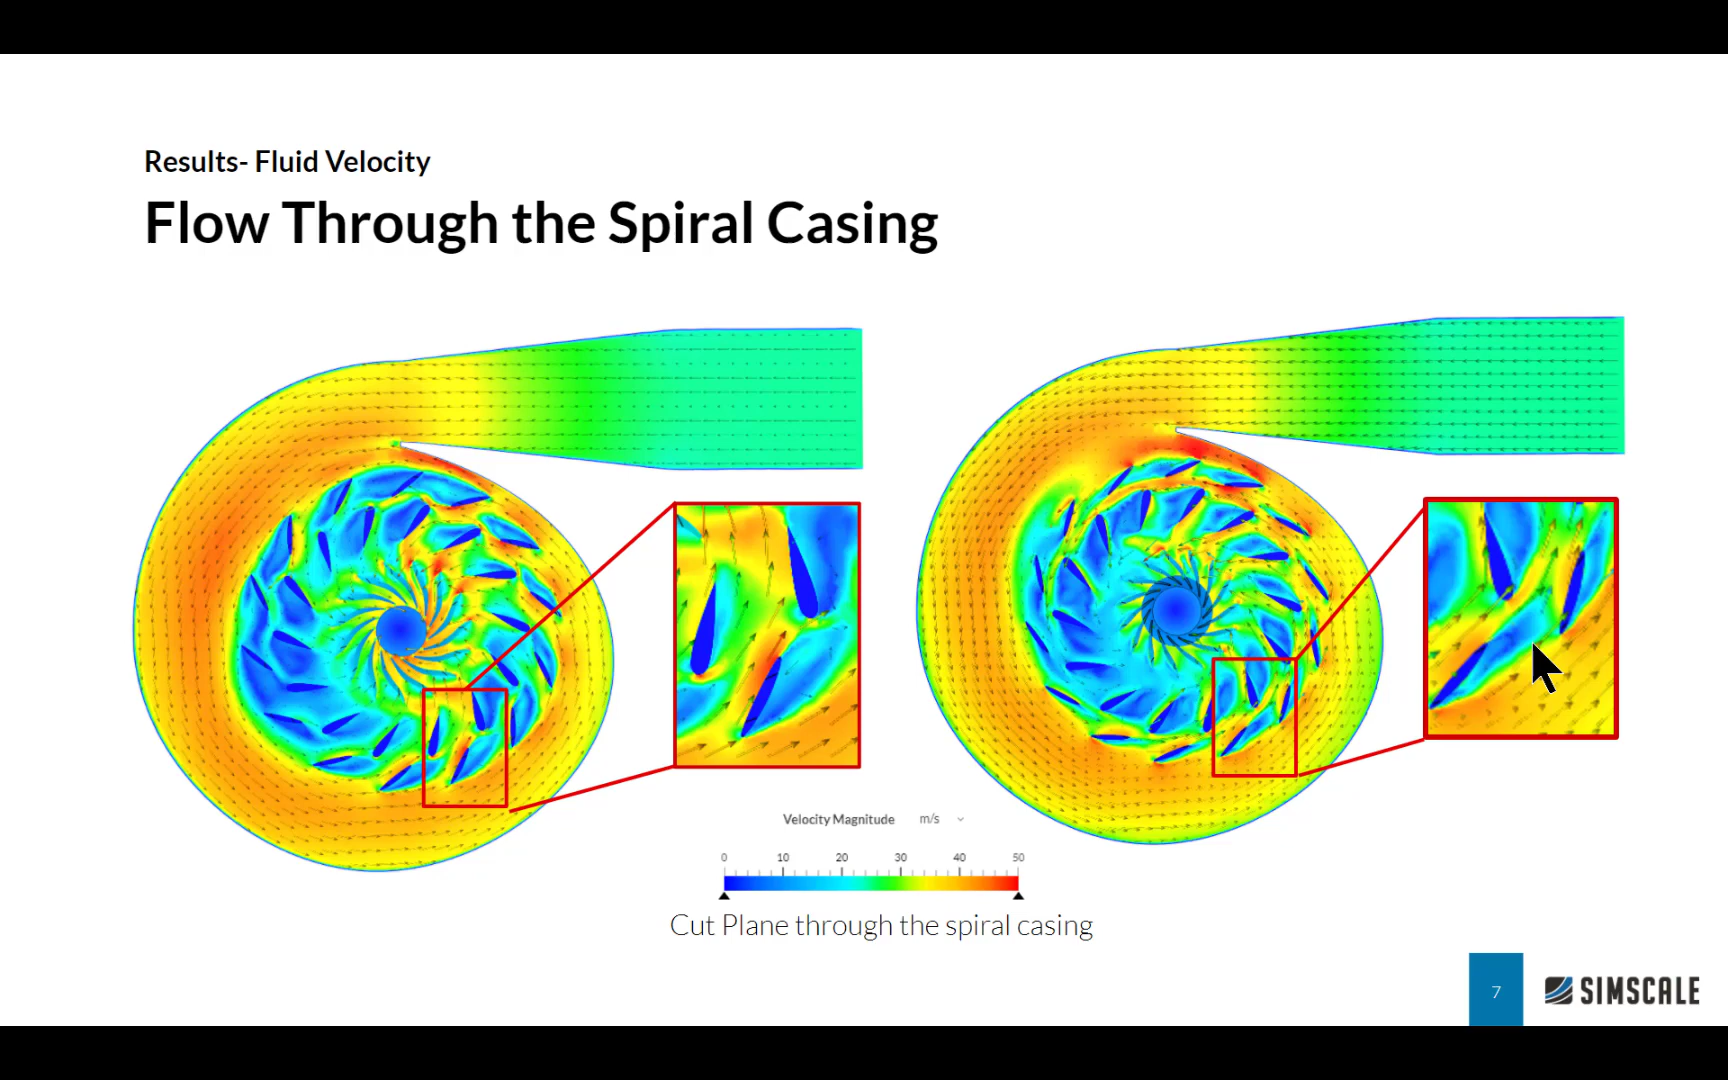 Results- Fluid Velocity
Flow Through the Spiral Casing
Velocity Magnitude m/s
0 10 20 30 40 50
Cut Plane through the spiral casing
7
SIMSCALE